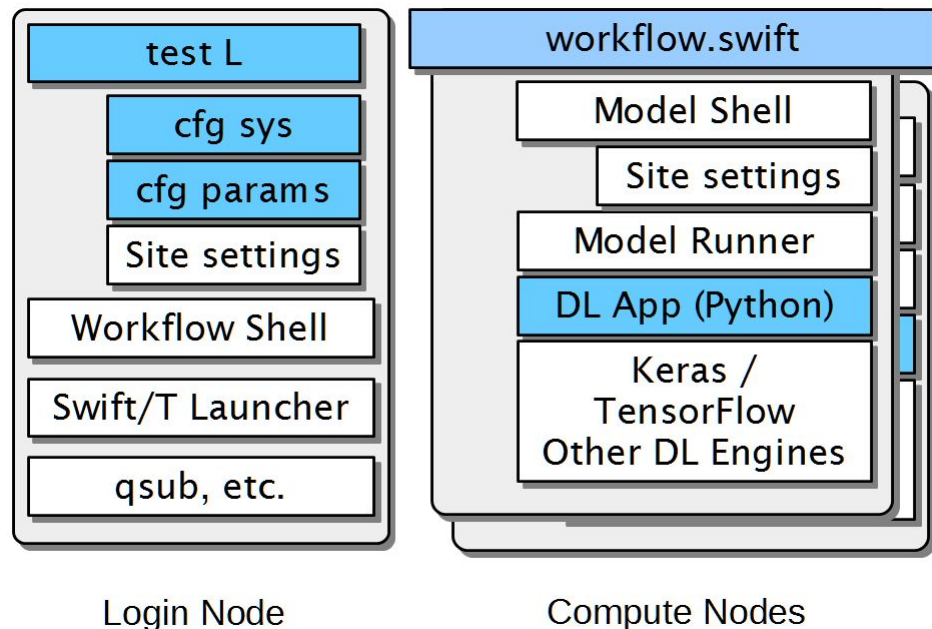 test L
cfg sys
cfg params
Site settings
Workflow Shell
Swift/T Launcher
qsub, etc.
Login Node
workflow.swift
Model Shell
Site settings
Model Runner
DL App (Python)
Keras /
TensorFlow
Other DL Engines
Compute Nodes